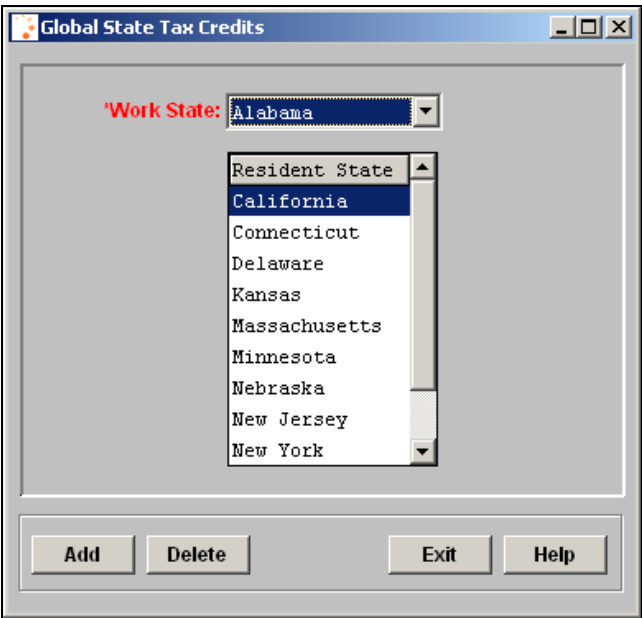 Global State Tax Credits
*Work State: Alabama
Resident State
California
Connecticut
Delaware
Kansas
Massachusetts
Minnesota
Nebraska
New Jersey
New York
Add Delete Exit Help